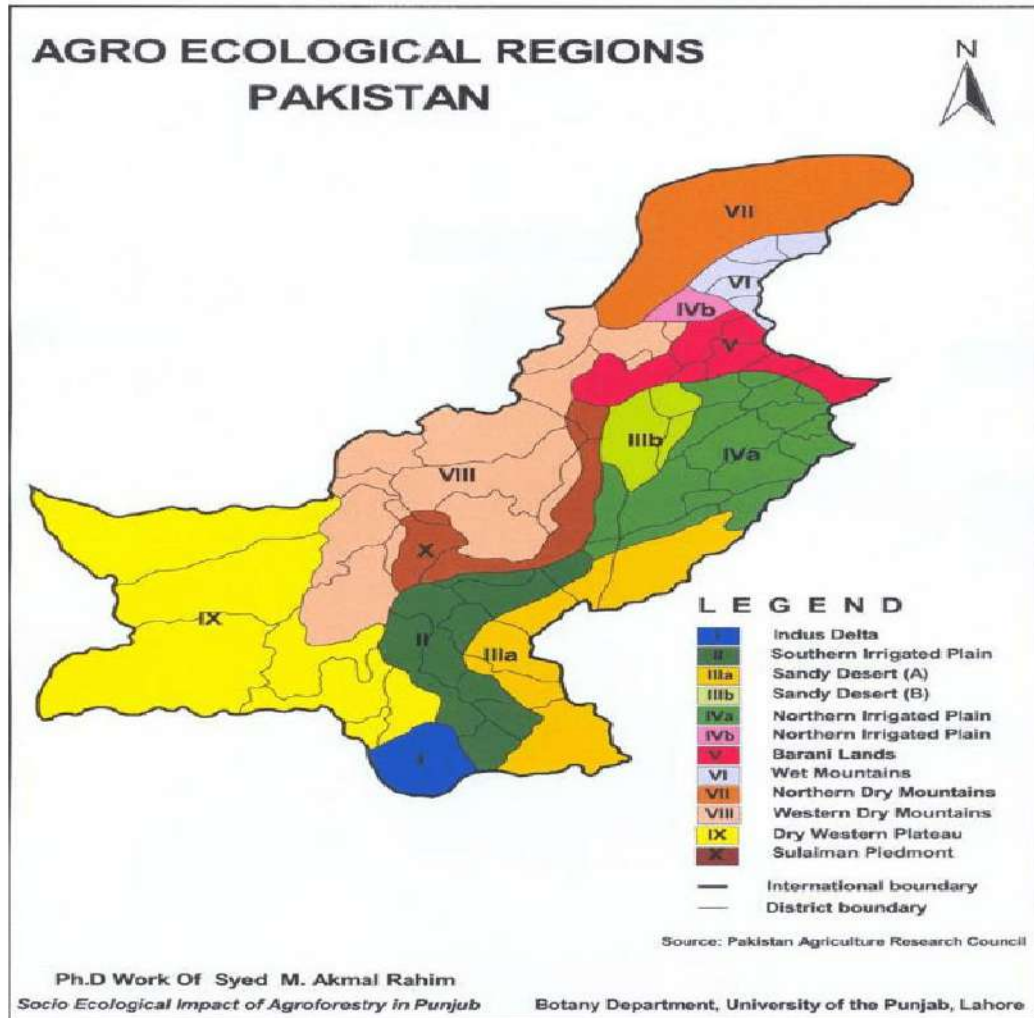 AGRO ECOLOGICAL REGIONS
PAKISTAN
N
VII
VI
IVb
V
IIIb
IVa
VIII
X
IX
II
IIIa
I
L E G E N D
I Indus Delta
II Southern Irrigated Plain
IIIa Sandy Desert (A)
IIIb Sandy Desert (B)
IVa Northern Irrigated Plain
IVb Northern Irrigated Plain
V Barani Lands
VI Wet Mountains
VII Northern Dry Mountains
VIII Western Dry Mountains
IX Dry Western Plateau
X Sulaiman Piedmont
International boundary
District boundary
Source: Pakistan Agriculture Research Council
Ph.D Work Of Syed M. Akmal Rahim
Socio Ecological Impact of Agroforestry in Punjub
Botany Department, University of the Punjab, Lahore